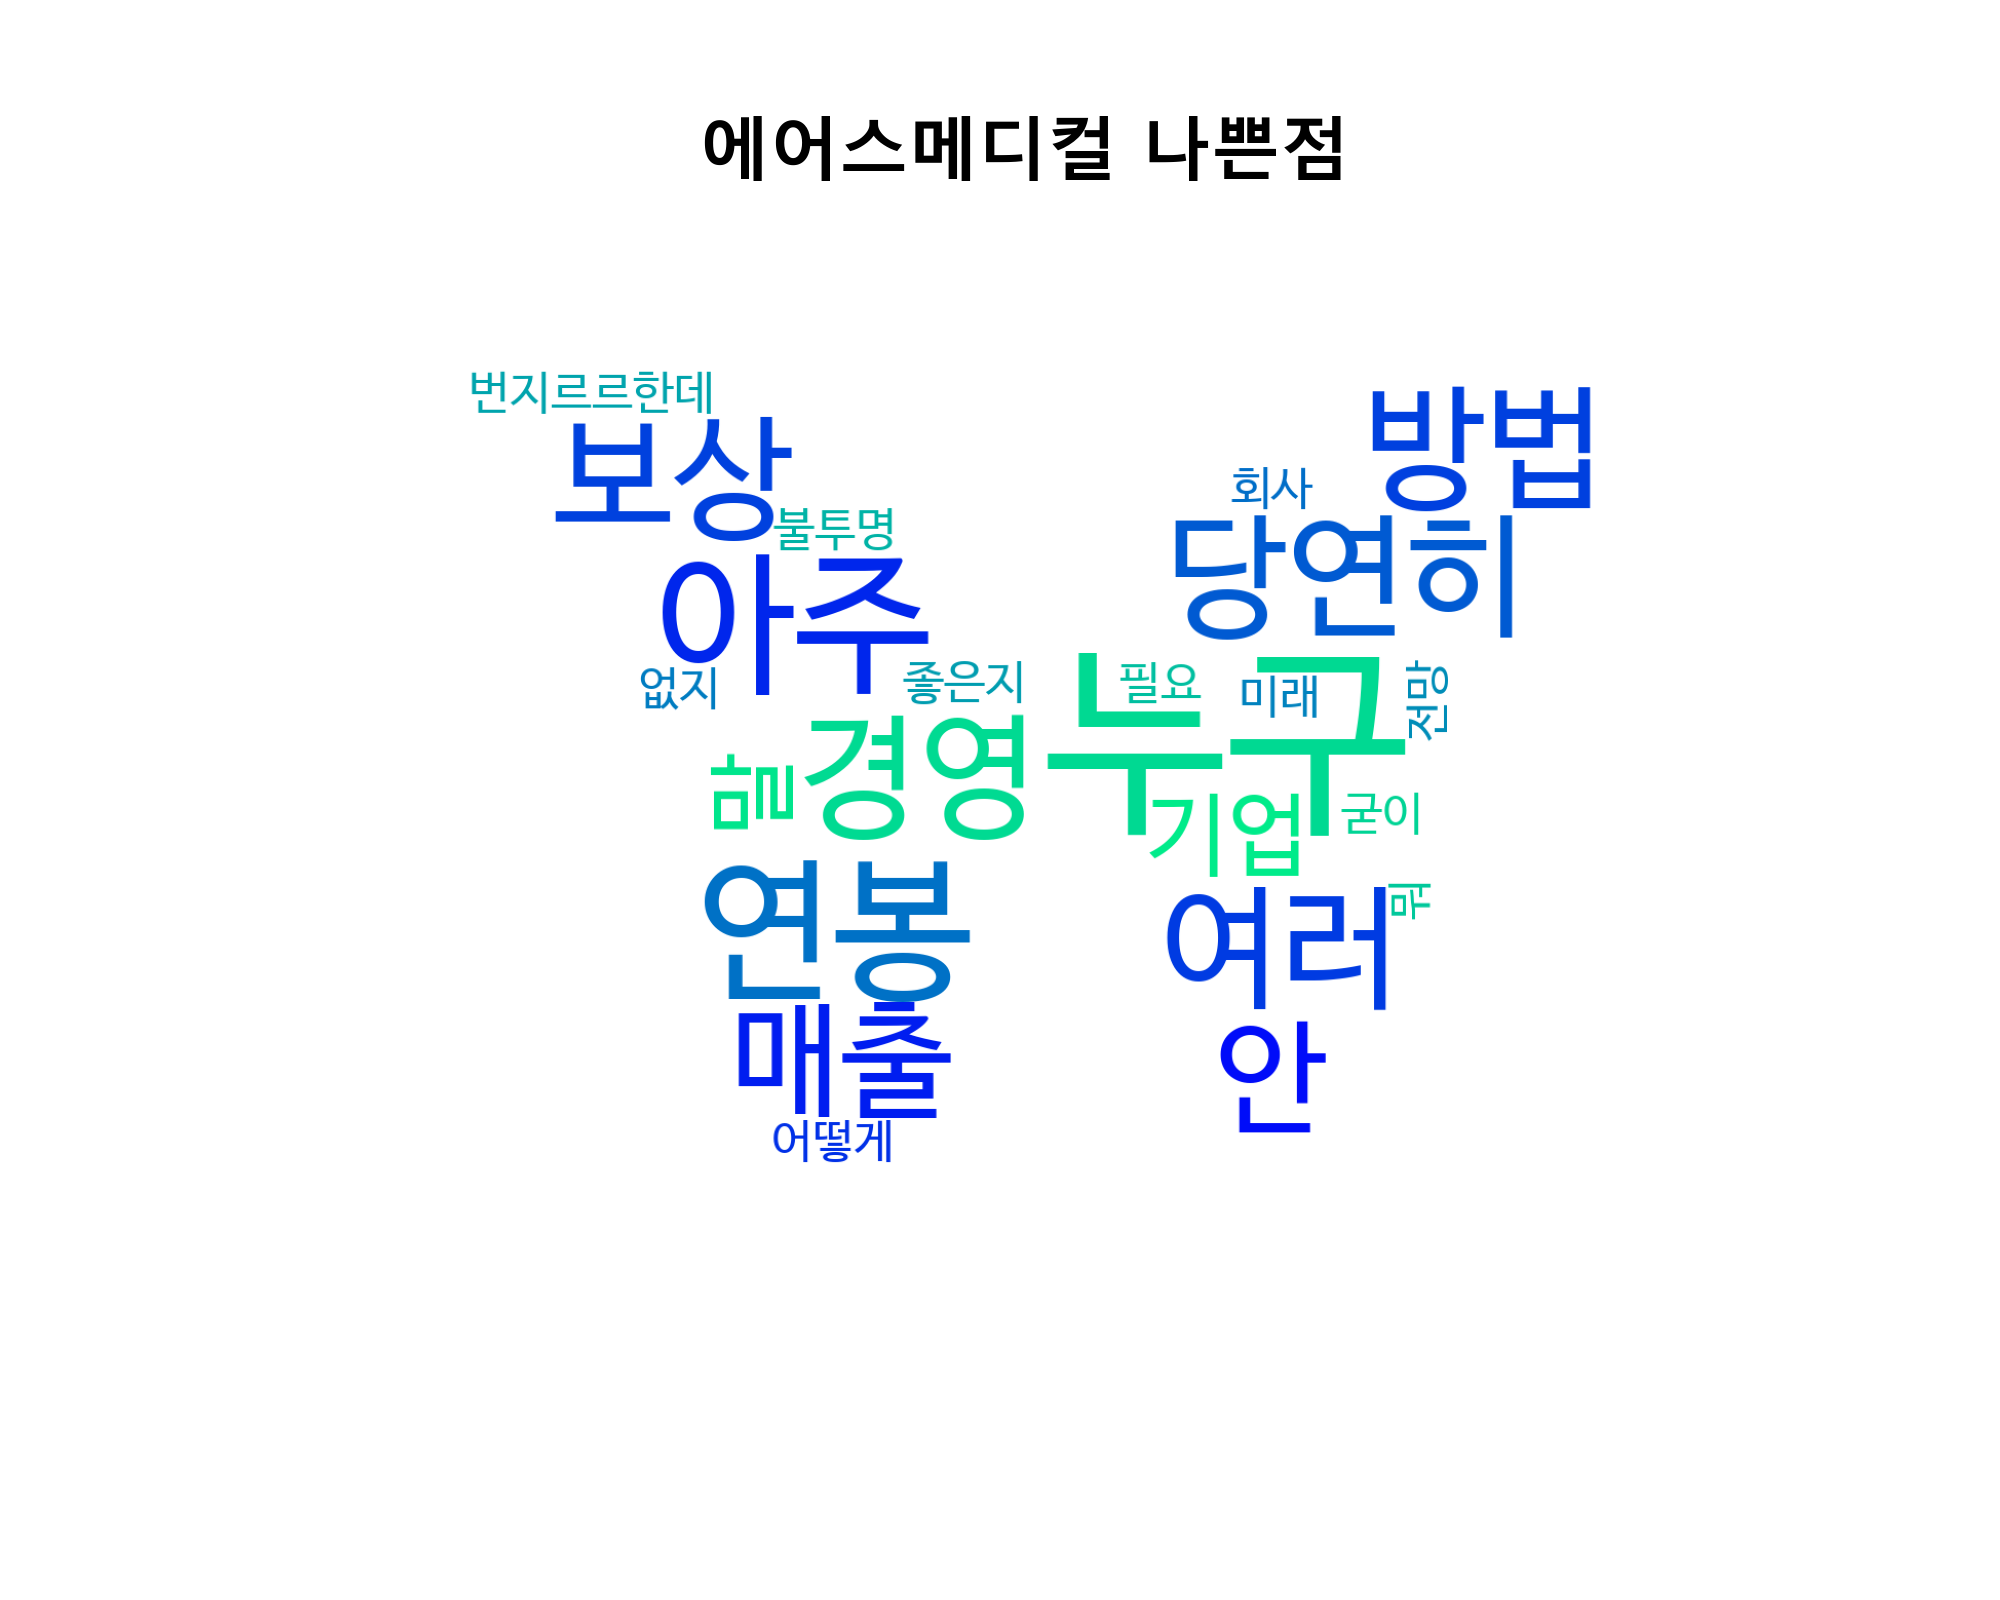 에어스메디컬 나쁜점
번지르르한데
방법
보상
회사
불투명
당연히
아주
없지
좋은지
필요
미래
전망
누구
경영
말
기업
굳이
연봉
뭐
여러
매출
안
어떻게